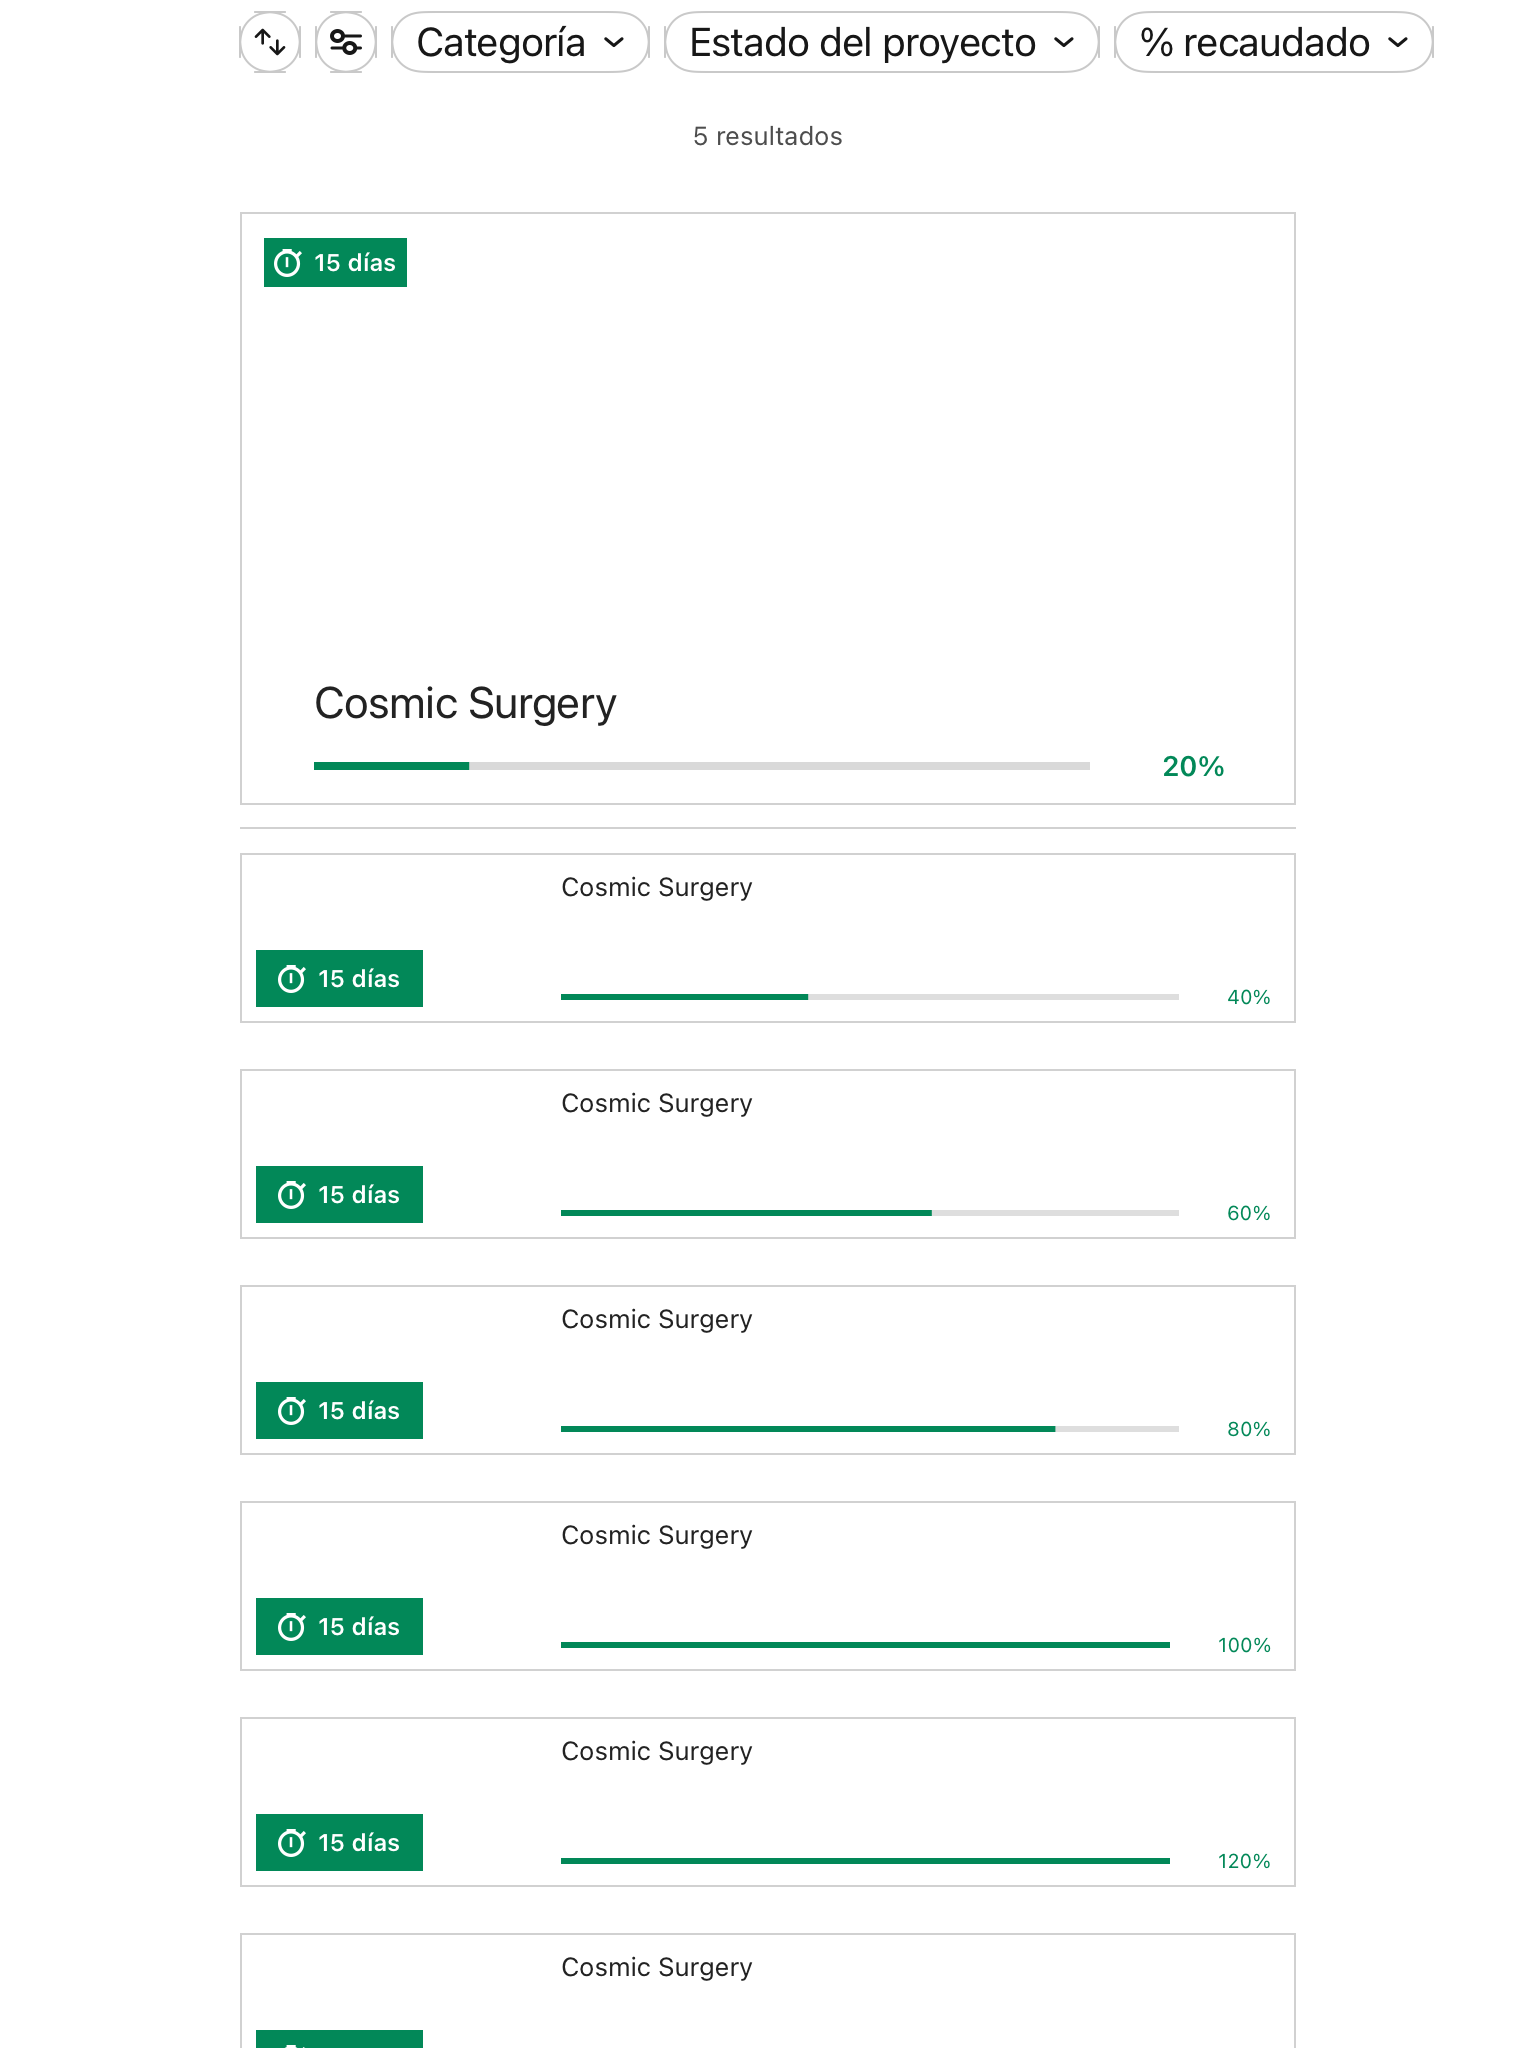 Categoría Estado del proyecto % recaudado
5 resultados
15 días
Cosmic Surgery
20%
Cosmic Surgery
15 días
40%
Cosmic Surgery
15 días
60%
Cosmic Surgery
15 días
80%
Cosmic Surgery
15 días
100%
Cosmic Surgery
15 días
120%
Cosmic Surgery